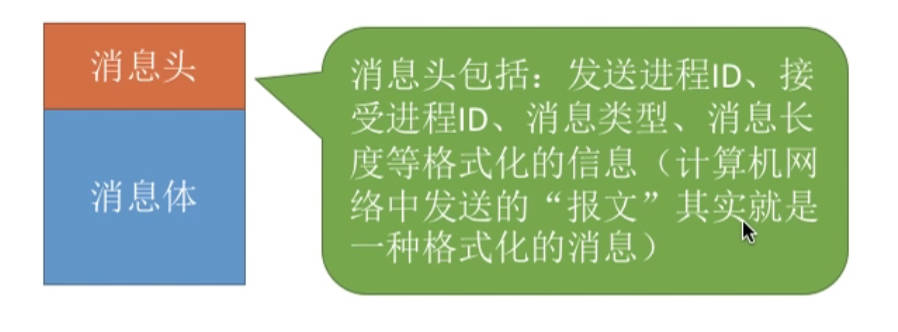 消息头
消息体
消息头包括：发送进程ID、接
受进程ID、消息类型、消息长
度等格式化的信息（计算机网
络中发送的“报文”其实就是
一种格式化的消息）